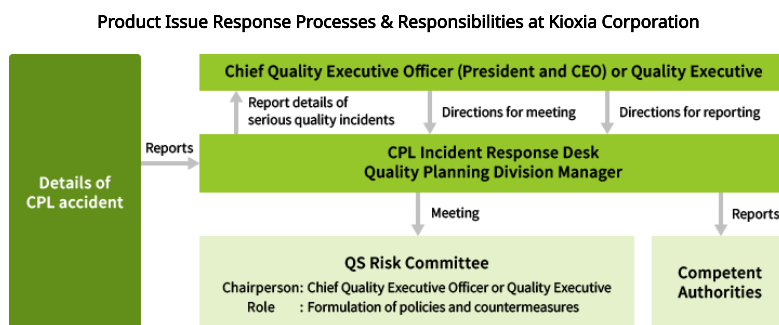 Product Issue Response Processes & Responsibilities at Kioxia Corporation
Chief Quality Executive Officer (President and CEO) or Quality Executive
Report details of
serious quality incidents
Directions for meeting
Directions for reporting
Reports
Details of
CPL accident
CPL Incident Response Desk
Quality Planning Division Manager
Meeting
Reports
QS Risk Committee
Chairperson: Chief Quality Executive Officer or Quality Executive
Role : Formulation of policies and countermeasures
Competent
Authorities